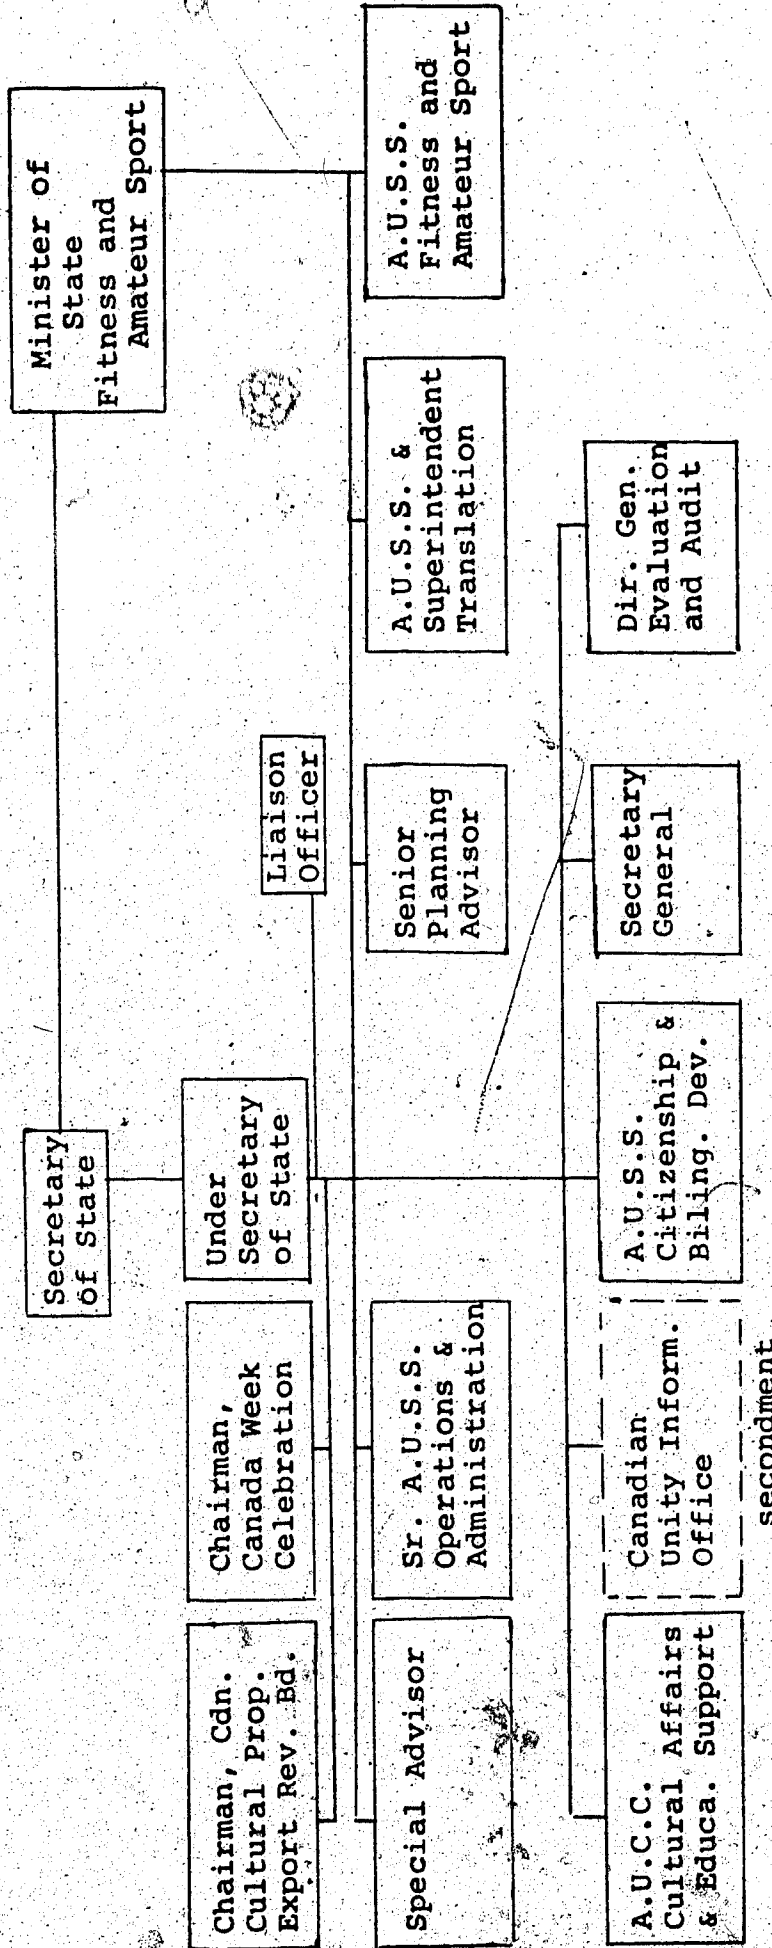 Secretary
of State
Minister of
State
Fitness and
Amateur Sport
Under
Secretary
of State
Chairman, Cdn.
Cultural Prop.
Export Rev. Bd.
Chairman,
Canada Week
Celebration
Liaison
Officer
Special Advisor
Sr. A.U.S.S.
Operations &
Administration
Senior
Planning
Advisor
A.U.S.S. &
Superintendent
Translation
A.U.S.S.
Fitness and
Amateur Sport
A.U.C.C.
Cultural Affairs
& Educa. Support
Canadian
Unity Inform.
Office
secondment
A.U.S.S.
Citizenship &
Biling. Dev.
Secretary
General
Dir. Gen.
Evaluation
and Audit